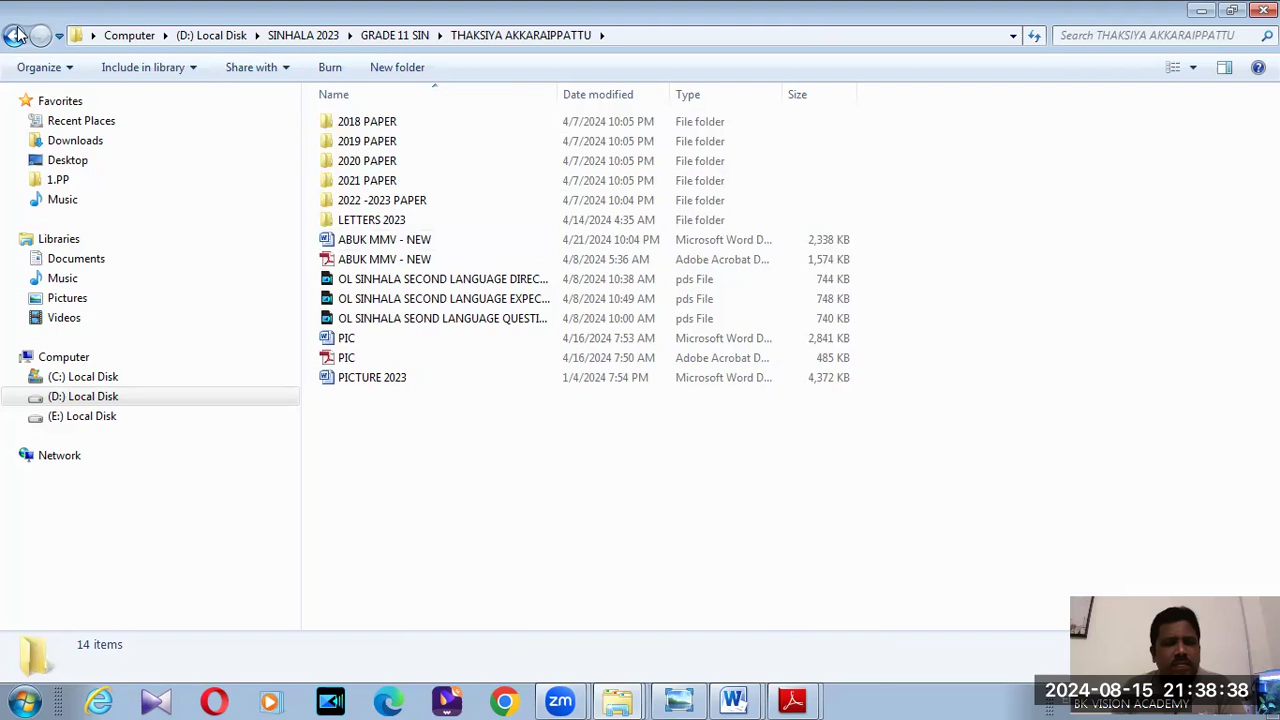 Computer
(D:) Local Disk
SINHALA 2023
GRADE 11 SIN
THAKSIYA AKKARAIPPATTU
Search THAKSIYA AKKARAIPPATTU
Organize
Include in library
Share with
Burn
New folder
Favorites
Recent Places
Downloads
Desktop
1.PP
Music
Libraries
Documents
Music
Pictures
Videos
Computer
(C:) Local Disk
(D:) Local Disk
(E:) Local Disk
Network
Name Date modified Type Size
2018 PAPER 4/7/2024 10:05 PM File folder
2019 PAPER 4/7/2024 10:05 PM File folder
2020 PAPER 4/7/2024 10:05 PM File folder
2021 PAPER 4/7/2024 10:05 PM File folder
2022 -2023 PAPER 4/7/2024 10:04 PM File folder
LETTERS 2023 4/14/2024 4:35 AM File folder
ABUK MMV - NEW 4/21/2024 10:04 PM Microsoft Word D... 2,338 KB
ABUK MMV - NEW 4/8/2024 5:36 AM Adobe Acrobat D... 1,574 KB
OL SINHALA SECOND LANGUAGE DIREC... 4/8/2024 10:38 AM pds File 744 KB
OL SINHALA SECOND LANGUAGE EXPEC... 4/8/2024 10:49 AM pds File 748 KB
OL SINHALA SEOND LANGUAGE QUESTI... 4/8/2024 10:00 AM pds File 740 KB
PIC 4/16/2024 7:53 AM Microsoft Word D... 2,841 KB
PIC 4/16/2024 7:50 AM Adobe Acrobat D... 485 KB
PICTURE 2023 1/4/2024 7:54 PM Microsoft Word D... 4,372 KB
14 items
zm
2024-08-15 21:38:38
BK VISION ACADEMY